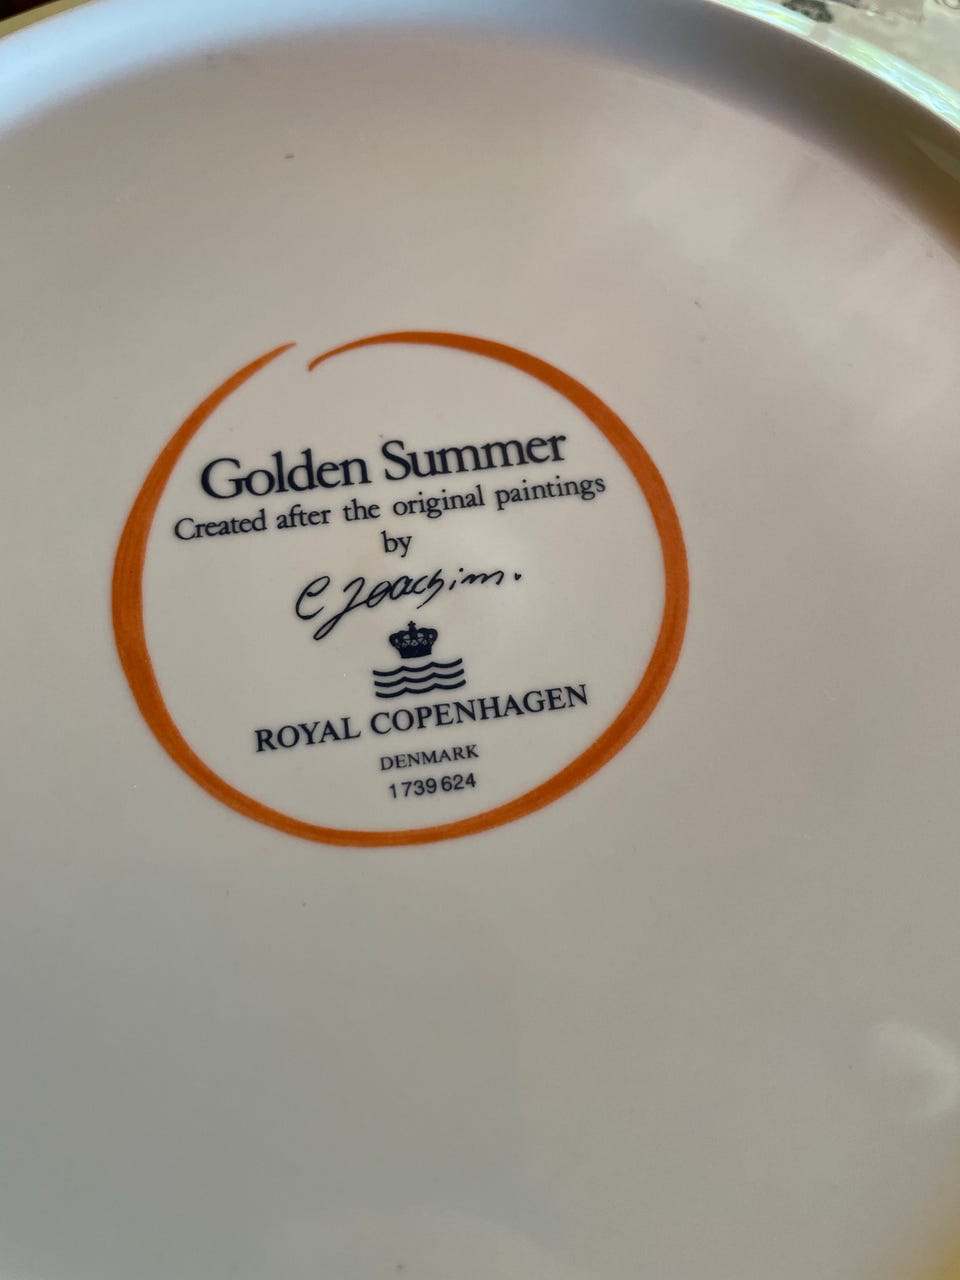 Golden Summer
Created after the original paintings
by
C Joachim.
ROYAL COPENHAGEN
DENMARK
1739624